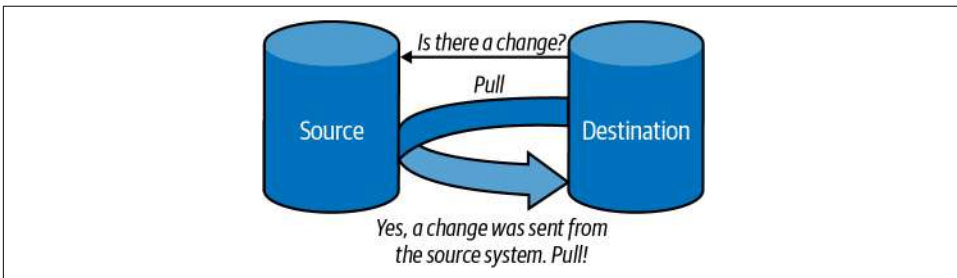 Is there a change?
Pull
Source
Destination
Yes, a change was sent from
the source system. Pull!